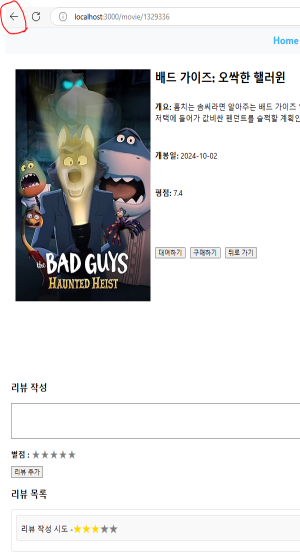 localhost:3000/movie/1329336
Home
배드 가이즈: 오싹한 핼러윈
개요: 훔치는 솜씨라면 알아주는 배드 가이즈
저택에 들어가 값비싼 펜던트를 슬쩍할 계획인
개봉일: 2024-10-02
평점: 7.4
대여하기 구매하기 뒤로 가기
the
BAD GUYS
HAUNTED HEIST
리뷰 작성
별점 : ★★★★★
리뷰 추가
리뷰 목록
리뷰 작성 시도 - ★★★★★